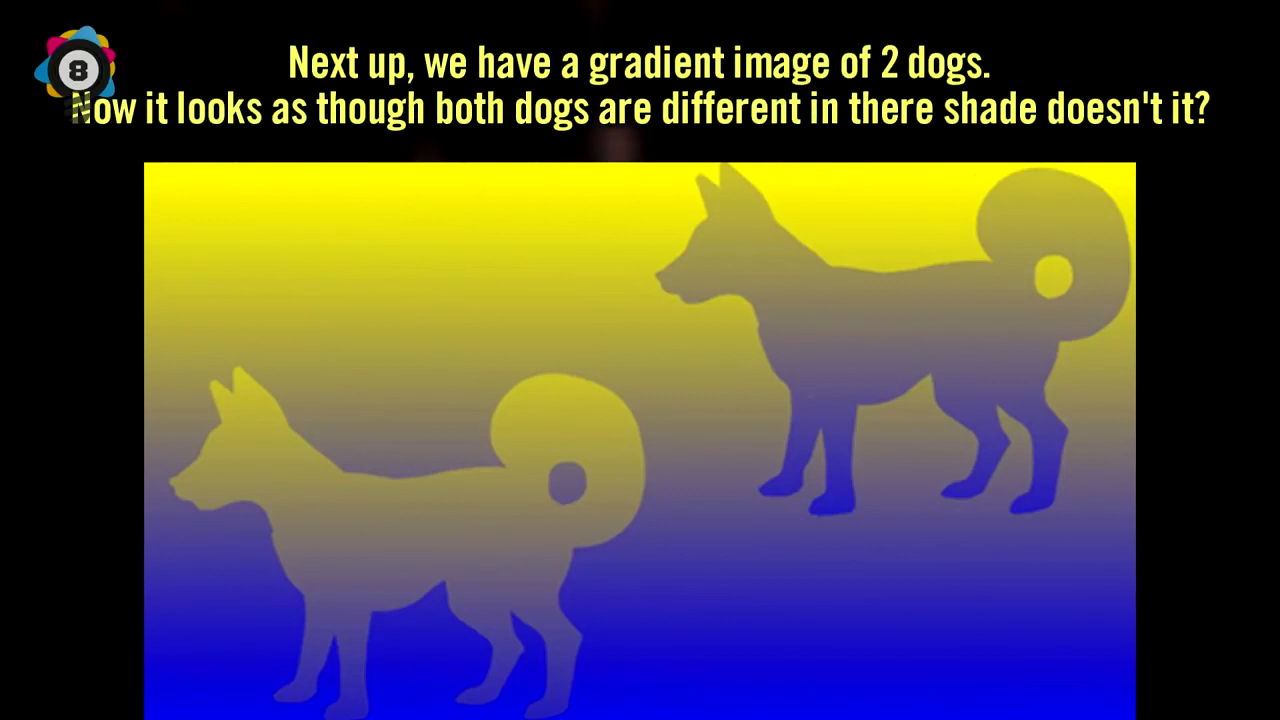 8
Next up, we have a gradient image of 2 dogs.
Now it looks as though both dogs are different in there shade doesn't it?